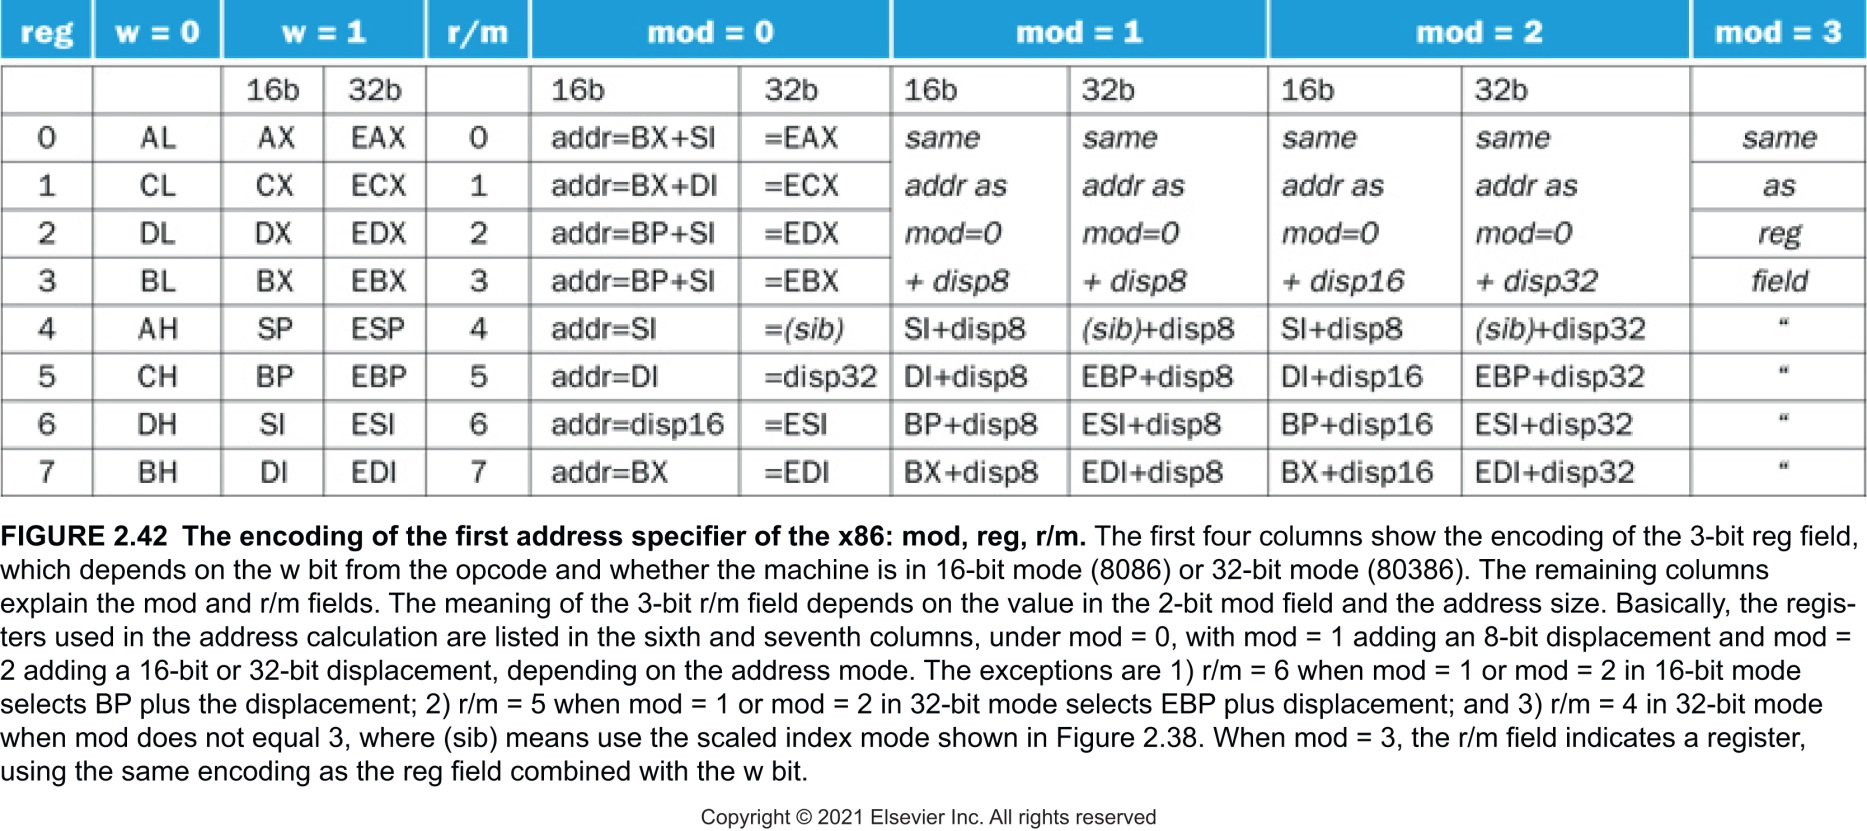 reg w = 0 w = 1 r/m mod = 0 mod = 1 mod = 2 mod = 3
16b 32b 16b 32b 16b 32b 16b 32b
0 AL AX EAX 0 addr=BX+SI =EAX same same same same same
1 CL CX ECX 1 addr=BX+DI =ECX addr as addr as addr as addr as as
2 DL DX EDX 2 addr=BP+SI =EDX mod=0 mod=0 mod=0 mod=0 reg
3 BL BX EBX 3 addr=BP+SI =EBX + disp8 + disp8 + disp16 + disp32 field
4 AH SP ESP 4 addr=SI =(sib) SI+disp8 (sib)+disp8 SI+disp8 (sib)+disp32 “
5 CH BP EBP 5 addr=DI =disp32 DI+disp8 EBP+disp8 DI+disp16 EBP+disp32 “
6 DH SI ESI 6 addr=disp16 =ESI BP+disp8 ESI+disp8 BP+disp16 ESI+disp32 “
7 BH DI EDI 7 addr=BX =EDI BX+disp8 EDI+disp8 BX+disp16 EDI+disp32 “
FIGURE 2.42 The encoding of the first address specifier of the x86: mod, reg, r/m. The first four columns show the encoding of the 3-bit reg field,
which depends on the w bit from the opcode and whether the machine is in 16-bit mode (8086) or 32-bit mode (80386). The remaining columns
explain the mod and r/m fields. The meaning of the 3-bit r/m field depends on the value in the 2-bit mod field and the address size. Basically, the regis-
ters used in the address calculation are listed in the sixth and seventh columns, under mod = 0, with mod = 1 adding an 8-bit displacement and mod =
2 adding a 16-bit or 32-bit displacement, depending on the address mode. The exceptions are 1) r/m = 6 when mod = 1 or mod = 2 in 16-bit mode
selects BP plus the displacement; 2) r/m = 5 when mod = 1 or mod = 2 in 32-bit mode selects EBP plus displacement; and 3) r/m = 4 in 32-bit mode
when mod does not equal 3, where (sib) means use the scaled index mode shown in Figure 2.38. When mod = 3, the r/m field indicates a register,
using the same encoding as the reg field combined with the w bit.
Copyright © 2021 Elsevier Inc. All rights reserved